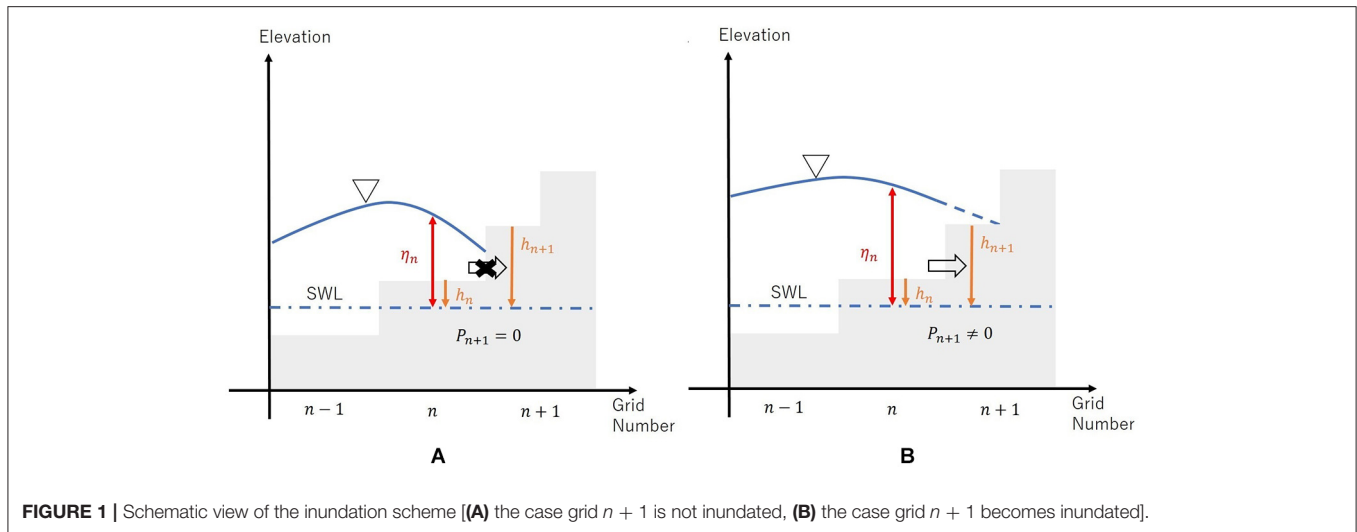 Elevation
η_n
h_{n+1}
SWL
h_n
P_{n+1} = 0
n − 1
n
n + 1
Grid
Number
A
Elevation
η_n
h_{n+1}
SWL
h_n
P_{n+1} ≠ 0
n − 1
n
n + 1
Grid
Number
B
FIGURE 1 | Schematic view of the inundation scheme [(A) the case grid n + 1 is not inundated, (B) the case grid n + 1 becomes inundated].